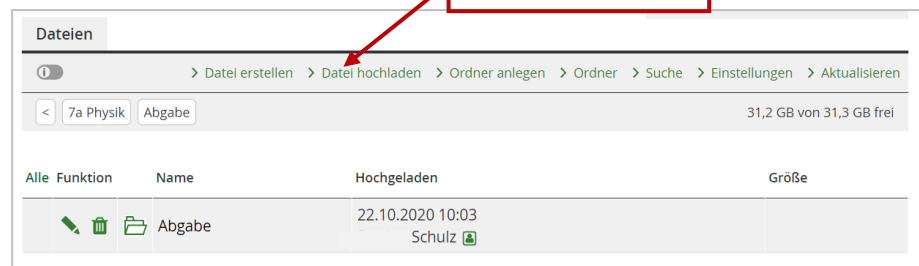 Dateien
> Datei erstellen > Datei hochladen > Ordner anlegen > Ordner > Suche > Einstellungen > Aktualisieren
< 7a Physik Abgabe 31,2 GB von 31,3 GB frei
Alle Funktion Name Hochgeladen Größe
Abgabe 22.10.2020 10:03
Schulz